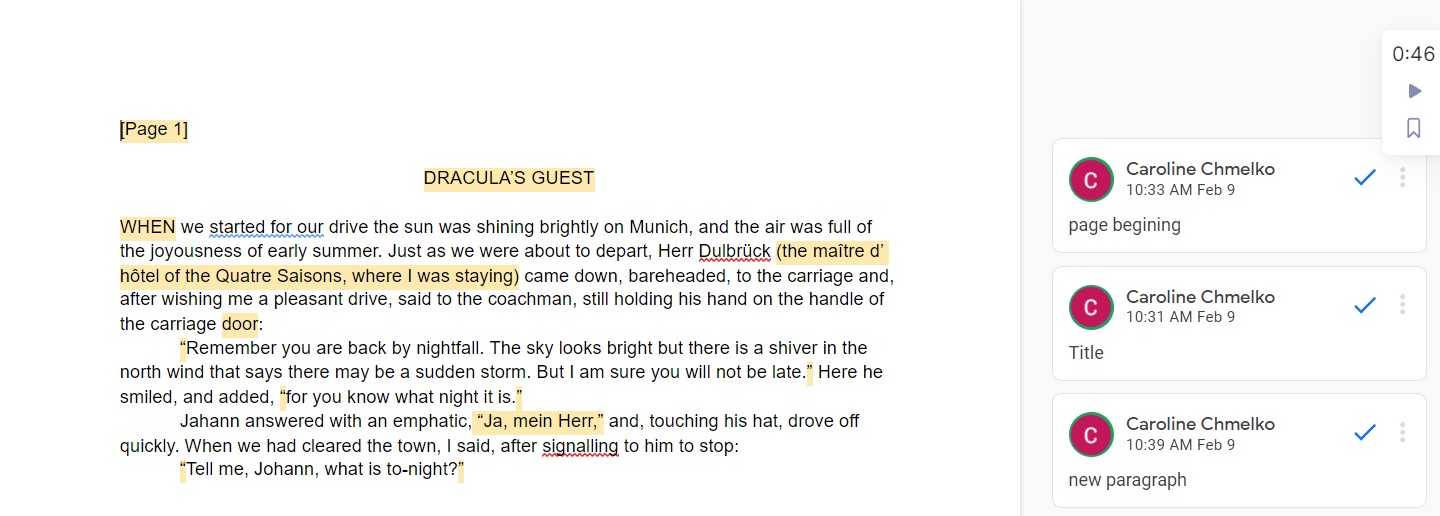 [Page 1]
DRACULA’S GUEST
WHEN we started for our drive the sun was shining brightly on Munich, and the air was full of
the joyousness of early summer. Just as we were about to depart, Herr Dulbrück (the maître d’
hôtel of the Quatre Saisons, where I was staying) came down, bareheaded, to the carriage and,
after wishing me a pleasant drive, said to the coachman, still holding his hand on the handle of
the carriage door:
“Remember you are back by nightfall. The sky looks bright but there is a shiver in the
north wind that says there may be a sudden storm. But I am sure you will not be late.” Here he
smiled, and added, “for you know what night it is.”
Jahann answered with an emphatic, “Ja, mein Herr,” and, touching his hat, drove off
quickly. When we had cleared the town, I said, after signalling to him to stop:
“Tell me, Johann, what is to-night?”
0:46
C
Caroline Chmelko
10:33 AM Feb 9
page begining
C
Caroline Chmelko
10:31 AM Feb 9
Title
C
Caroline Chmelko
10:39 AM Feb 9
new paragraph